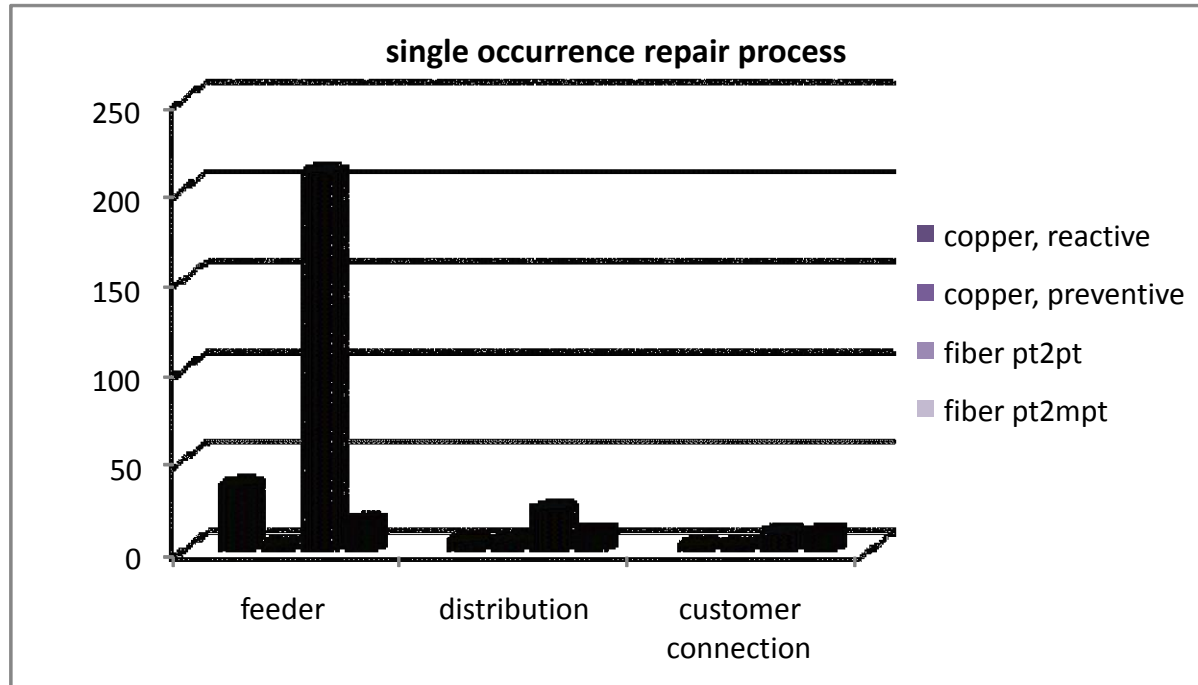 single occurrence repair process
250
200
150
100
50
0
feeder
distribution
customer
connection
copper, reactive
copper, preventive
fiber pt2pt
fiber pt2mpt